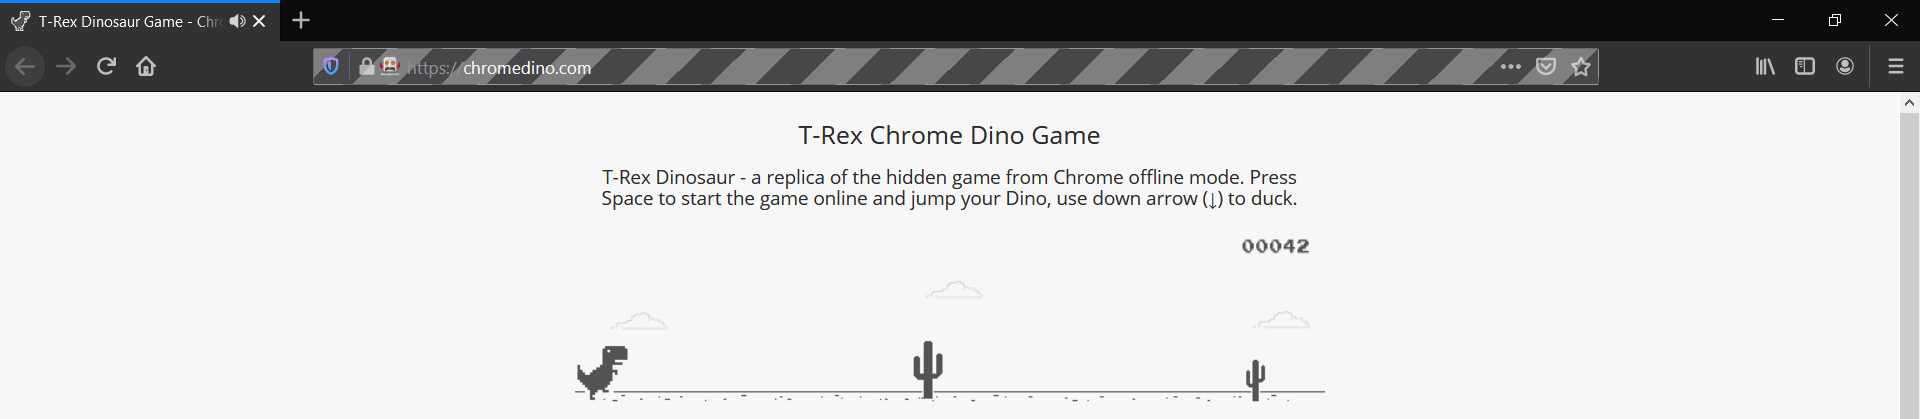 T-Rex Dinosaur Game - Chr
https://chromedino.com
T-Rex Chrome Dino Game
T-Rex Dinosaur - a replica of the hidden game from Chrome offline mode. Press
Space to start the game online and jump your Dino, use down arrow (↓) to duck.
00042